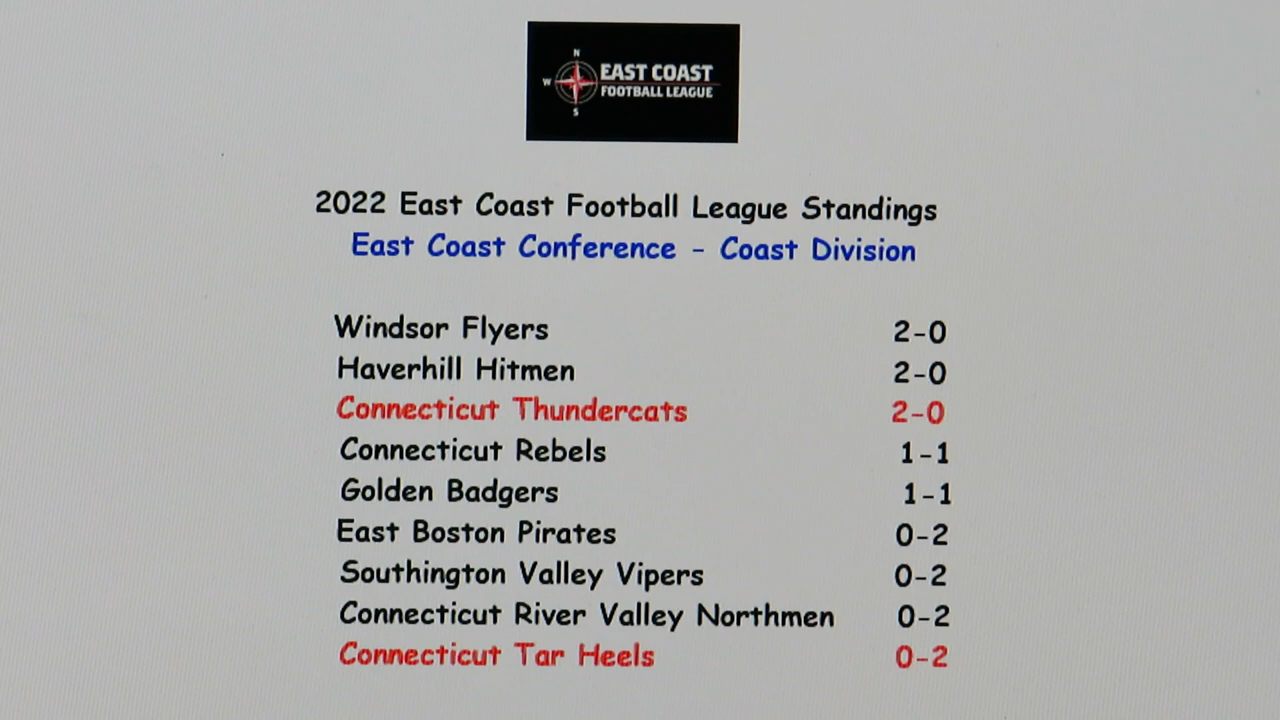 N
W
S
EAST COAST
FOOTBALL LEAGUE
2022 East Coast Football League Standings
East Coast Conference - Coast Division
Windsor Flyers 2-0
Haverhill Hitmen 2-0
Connecticut Thundercats 2-0
Connecticut Rebels 1-1
Golden Badgers 1-1
East Boston Pirates 0-2
Southington Valley Vipers 0-2
Connecticut River Valley Northmen 0-2
Connecticut Tar Heels 0-2